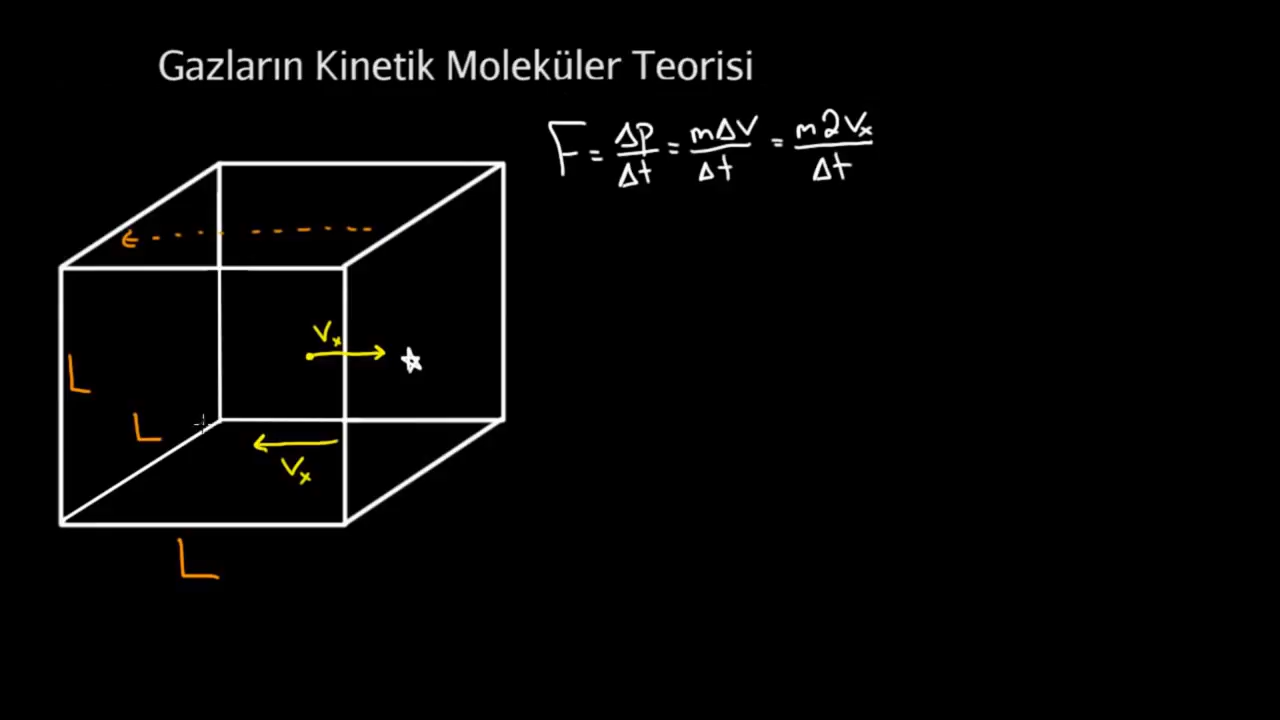 Gazların Kinetik Moleküler Teorisi
F = Δp/Δt = mΔV/Δt = m2Vₓ/Δt
Vₓ
L
L
Vₓ
L